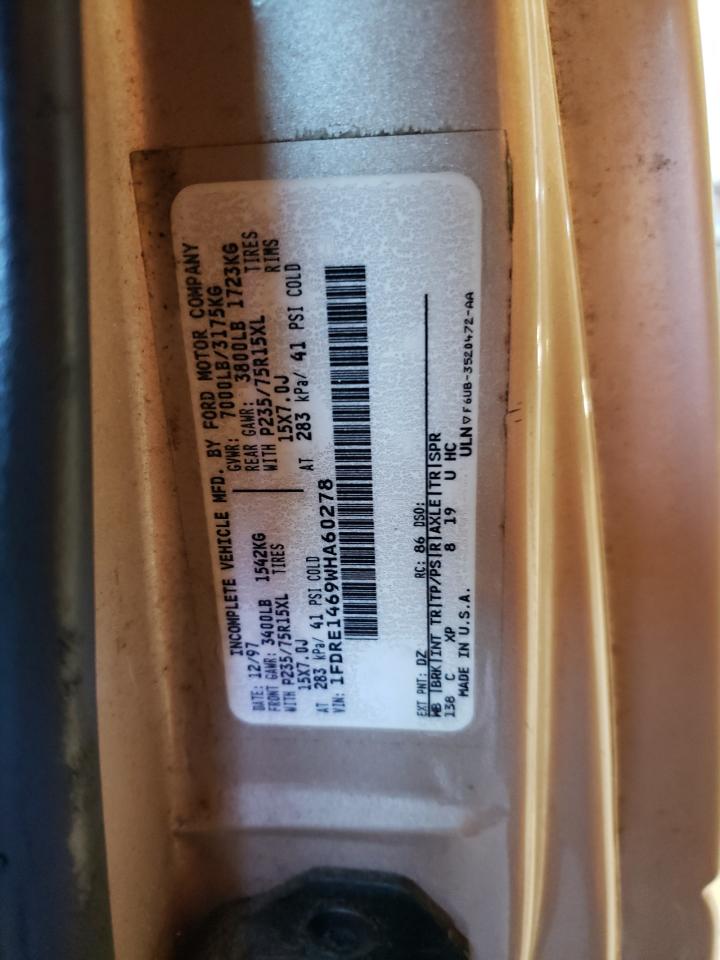 INCOMPLETE VEHICLE MFD. BY FORD MOTOR COMPANY
DATE: 12/97 GVWR: 7000LB/3175KG
FRONT GAWR: 3400LB 1542KG REAR GAWR: 3800LB 1723KG
WITH P235/75R15XL TIRES WITH P235/75R15XL TIRES
15X7.0J 15X7.0J RIMS
AT 283 kPa/ 41 PSI COLD AT 283 kPa/ 41 PSI COLD
VIN: 1FDRE1469WHA60278
EXT PNT: DZ RC: 86 DSO:
WB BRK INT TR TP/PS R AXLE TR SPR
138 C XP 8 19 U HC
MADE IN U.S.A. ULN ▽F6UB-3520472-AA